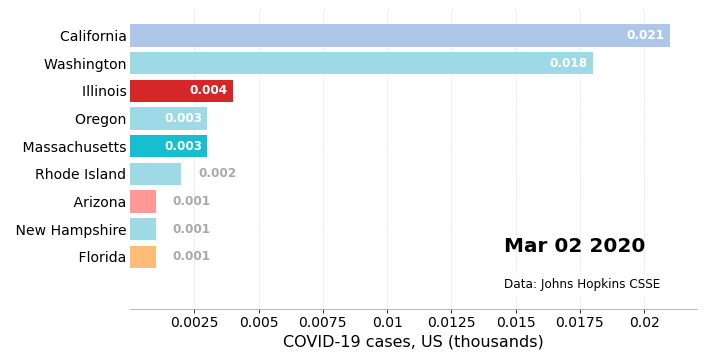 California 0.021
Washington 0.018
Illinois 0.004
Oregon 0.003
Massachusetts 0.003
Rhode Island 0.002
Arizona 0.001
New Hampshire 0.001
Florida 0.001
Mar 02 2020
Data: Johns Hopkins CSSE
0.0025 0.005 0.0075 0.01 0.0125 0.015 0.0175 0.02
COVID-19 cases, US (thousands)